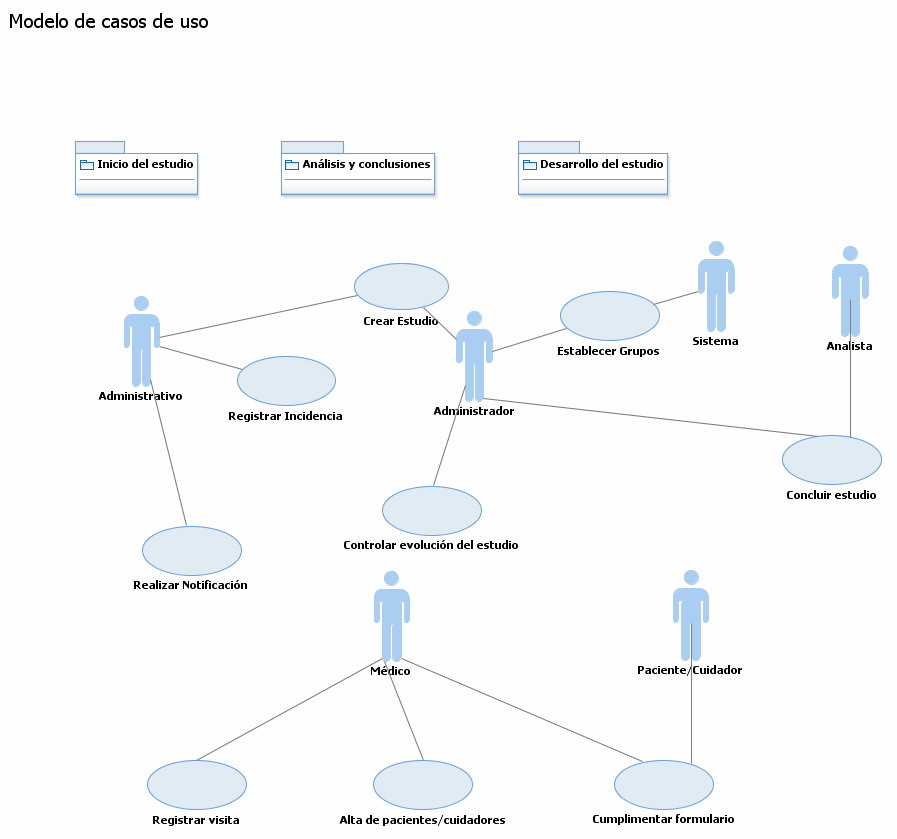 Modelo de casos de uso
Inicio del estudio
Análisis y conclusiones
Desarrollo del estudio
Crear Estudio
Sistema
Analista
Establecer Grupos
Administrativo
Administrador
Registrar Incidencia
Concluir estudio
Controlar evolución del estudio
Realizar Notificación
Médico
Paciente/Cuidador
Registrar visita
Alta de pacientes/cuidadores
Cumplimentar formulario